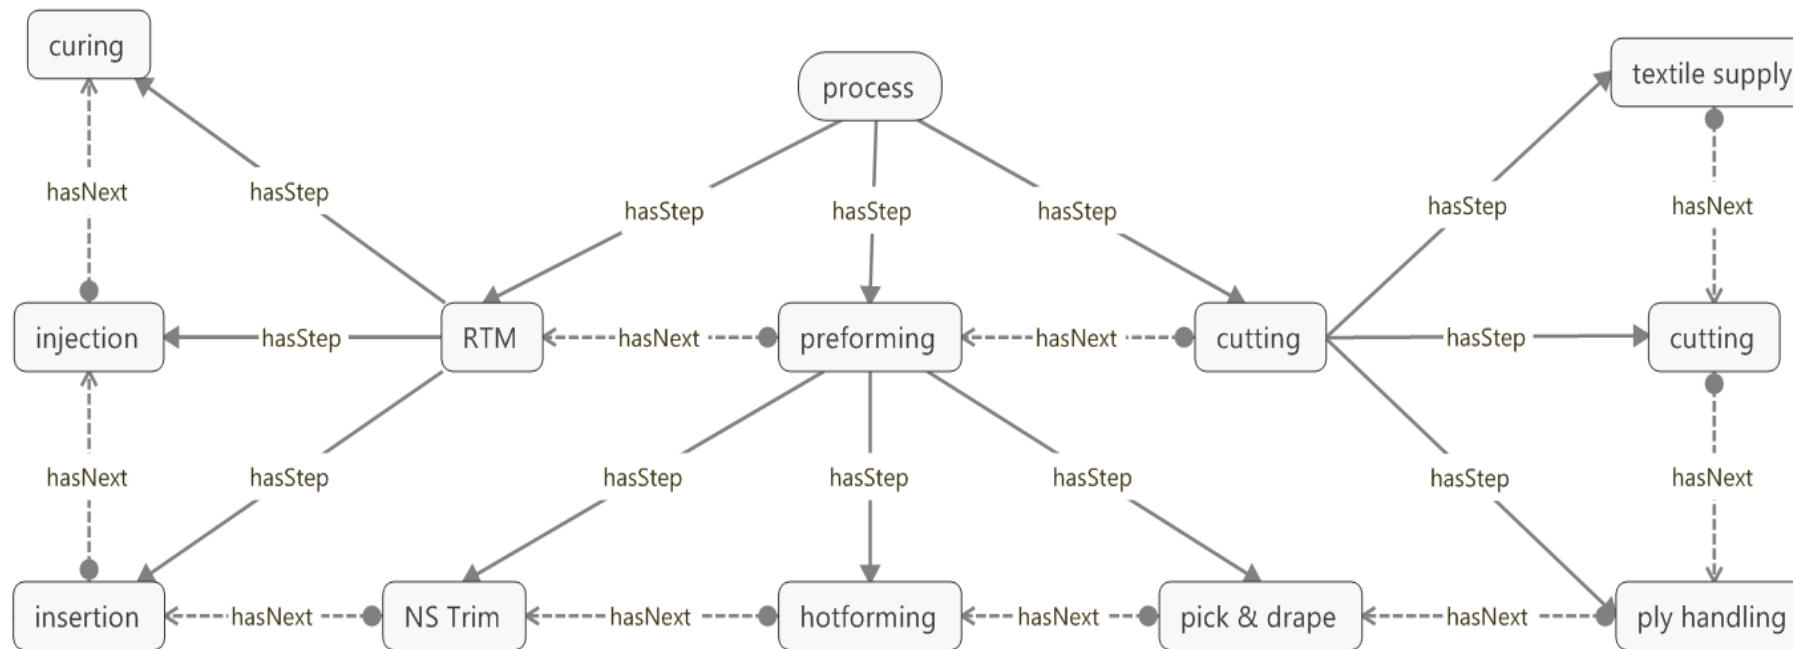 curing
process
textile supply
hasNext
hasStep
hasStep
hasStep
hasStep
hasStep
hasNext
injection
hasStep
RTM
hasNext
preforming
hasNext
cutting
hasStep
cutting
hasNext
hasStep
hasStep
hasStep
hasStep
hasStep
hasNext
insertion
hasNext
NS Trim
hasNext
hotforming
hasNext
pick & drape
hasNext
ply handling